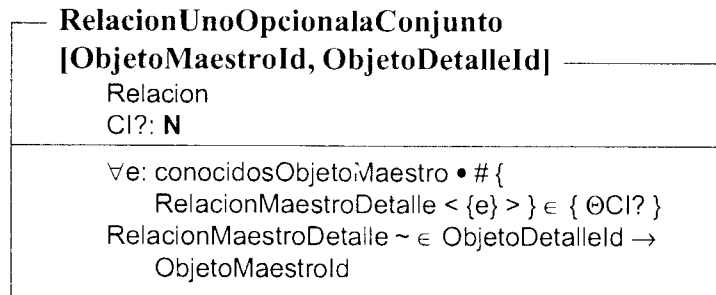 RelacionUnoOpcionalaConjunto
[ObjetoMaestroId, ObjetoDetalleId]
Relacion
CI?: N
∀e: conocidosObjetoMaestro • # {
RelacionMaestroDetalle < {e} > } ∈ { ΘCI? }
RelacionMaestroDetalle ~ ∈ ObjetoDetalleId →
ObjetoMaestroId